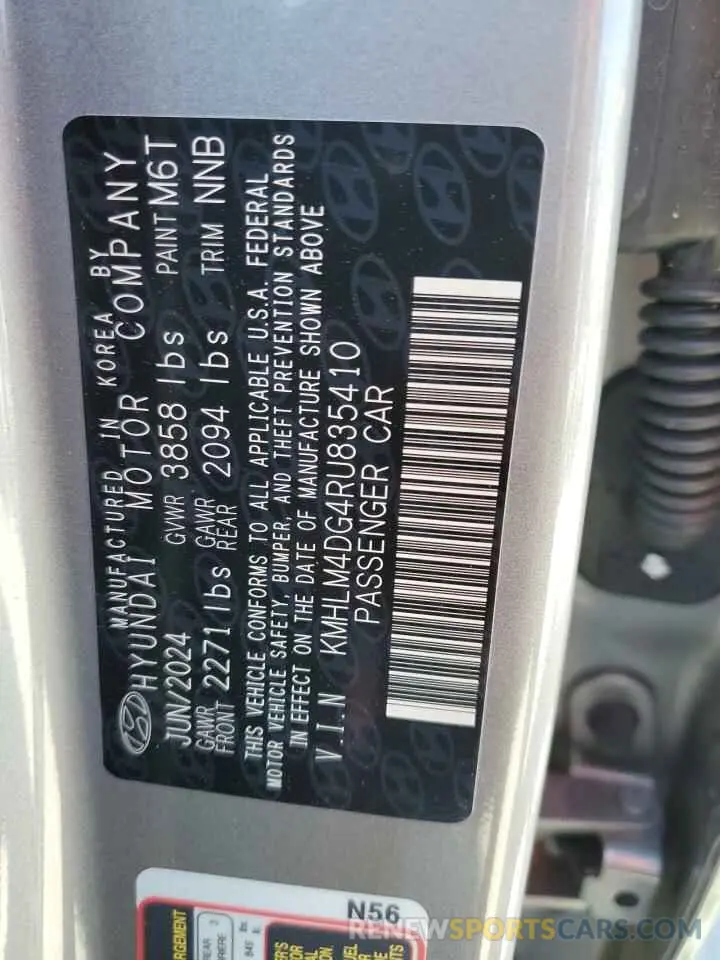 MANUFACTURED IN KOREA BY
HYUNDAI MOTOR COMPANY
JUN/2024 GVWR 3858 lbs PAINT M6T
GAWR FRONT 2271lbs GAWR REAR 2094 lbs TRIM NNB
THIS VEHICLE CONFORMS TO ALL APPLICABLE U.S.A. FEDERAL
MOTOR VEHICLE SAFETY, BUMPER, AND THEFT PREVENTION STANDARDS
IN EFFECT ON THE DATE OF MANUFACTURE SHOWN ABOVE
V.I.N KMHLM4DG4RU835410
PASSENGER CAR
N56
RENEWSPORTSCARS.COM